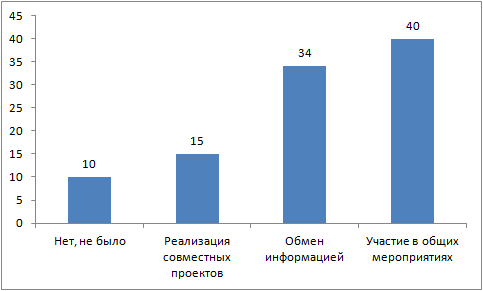 45
40
35
30
25
20
15
10
5
0
10
15
34
40
Нет, не было
Реализация
совместных
проектов
Обмен
информацией
Участие в общих
мероприятиях